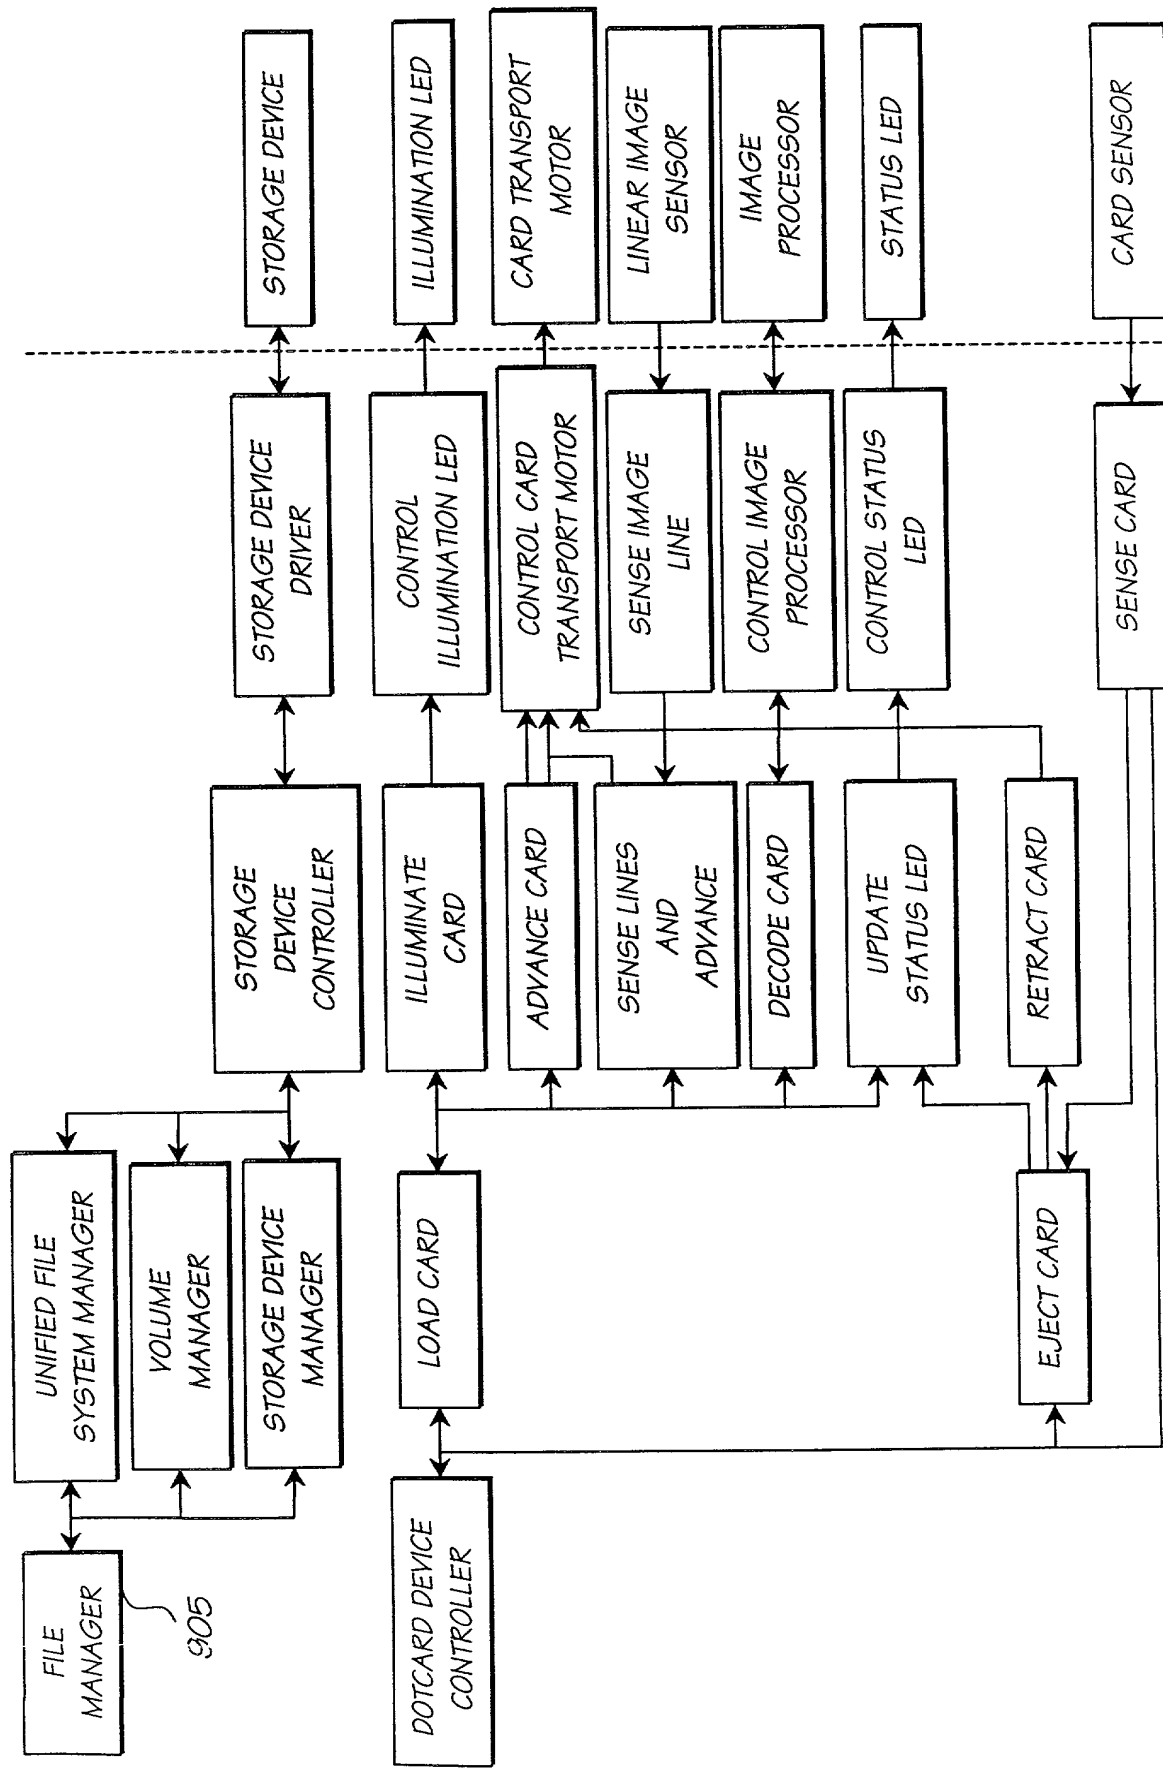 FILE
MANAGER
905
UNIFIED FILE
SYSTEM MANAGER
VOLUME
MANAGER
STORAGE DEVICE
MANAGER
STORAGE
DEVICE
CONTROLLER
STORAGE DEVICE
DRIVER
STORAGE DEVICE
DOTCARD DEVICE
CONTROLLER
LOAD CARD
ILLUMINATE
CARD
CONTROL
ILLUMINATION LED
ILLUMINATION LED
ADVANCE CARD
CONTROL CARD
TRANSPORT MOTOR
CARD TRANSPORT
MOTOR
SENSE LINES
AND
ADVANCE
SENSE IMAGE
LINE
LINEAR IMAGE
SENSOR
DECODE CARD
CONTROL IMAGE
PROCESSOR
IMAGE
PROCESSOR
UPDATE
STATUS LED
CONTROL STATUS
LED
STATUS LED
EJECT CARD
RETRACT CARD
SENSE CARD
CARD SENSOR